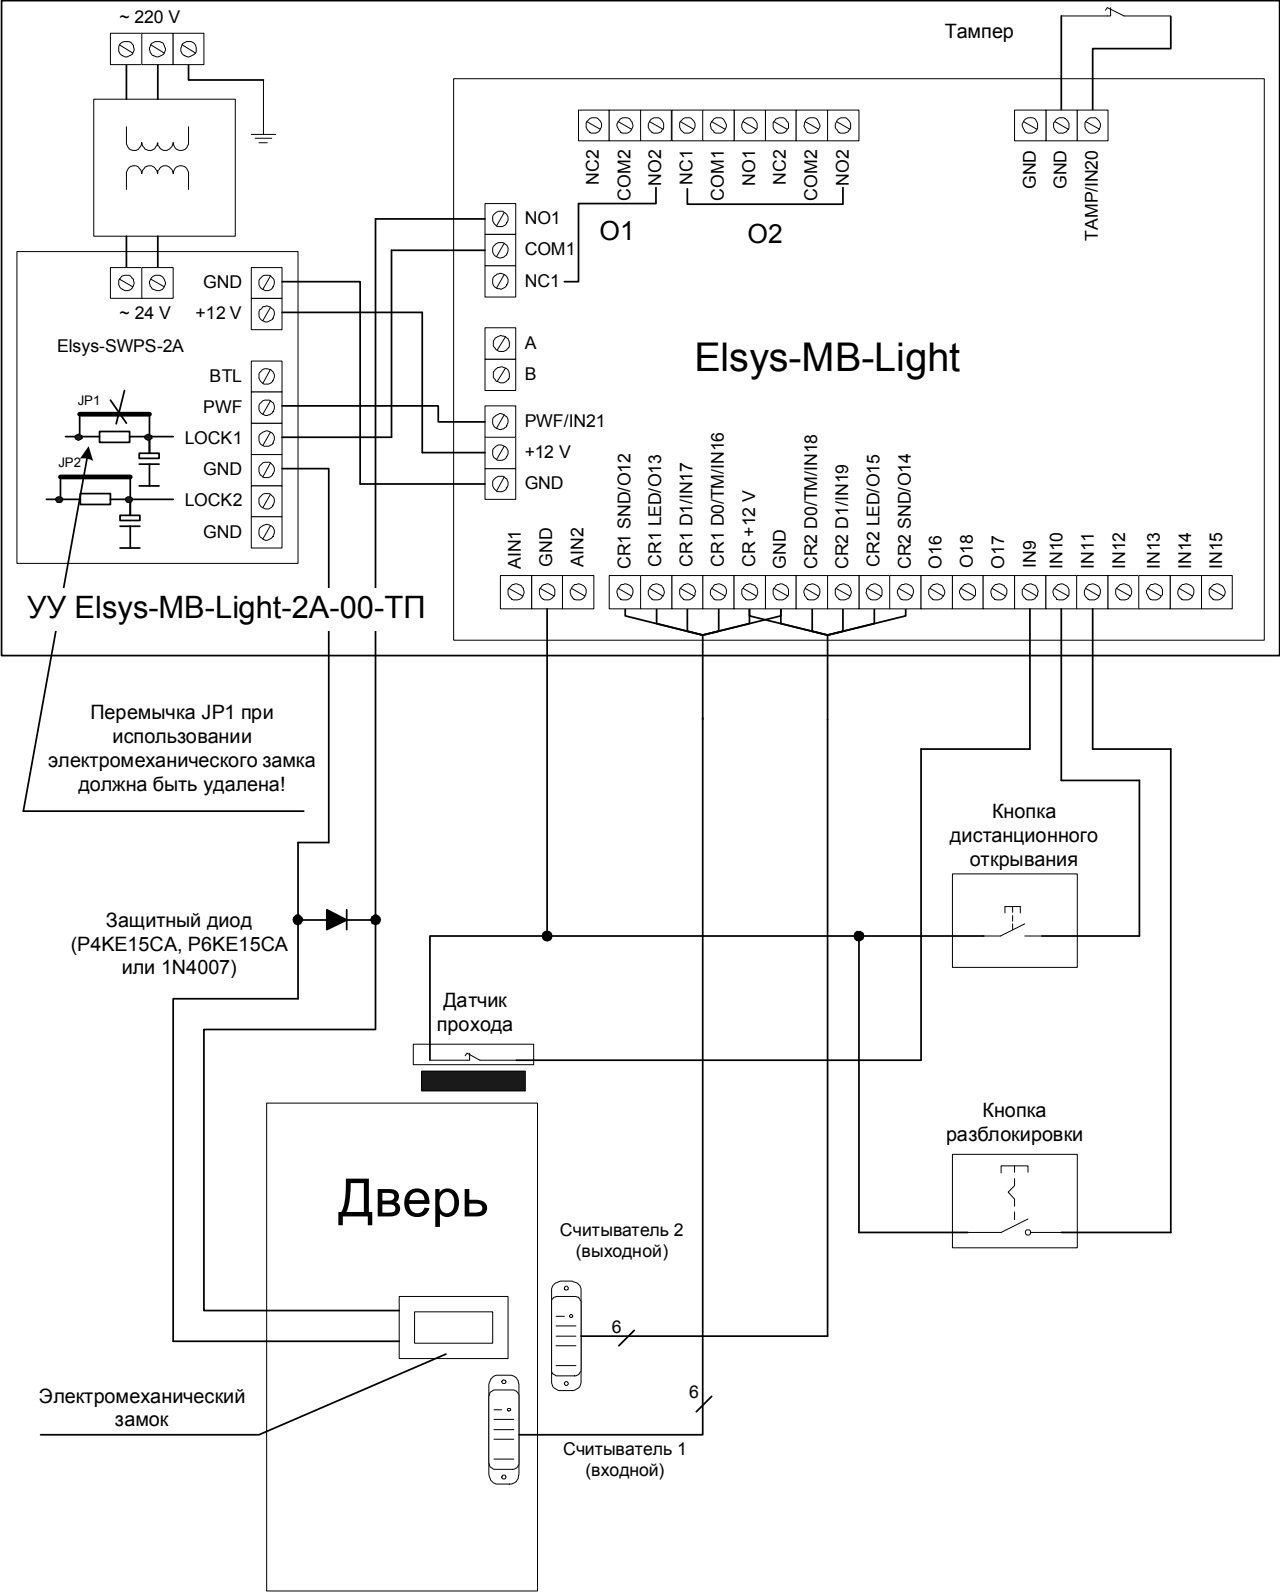 ~ 220 V
Тампер
NC2
COM2
NO2
NC1
COM1
NO1
NC2
COM2
NO2
O1
O2
GND
GND
TAMP/IN20
NO1
COM1
NC1
~ 24 V
GND
+12 V
Elsys-SWPS-2A
A
B
Elsys-MB-Light
BTL
PWF
LOCK1
GND
LOCK2
GND
JP1
JP2
PWF/IN21
+12 V
GND
AIN1
GND
AIN2
CR1 SND/O12
CR1 LED/O13
CR1 D1/IN17
CR1 D0/TM/IN16
CR +12 V
GND
CR2 D0/TM/IN18
CR2 D1/IN19
CR2 LED/O15
CR2 SND/O14
O16
O18
O17
IN9
IN10
IN11
IN12
IN13
IN14
IN15
УУ Elsys-MB-Light-2A-00-ТП
Перемычка JP1 при
использовании
электромеханического замка
должна быть удалена!
Кнопка
дистанционного
открывания
Защитный диод
(P4KE15CA, P6KE15CA
или 1N4007)
Датчик
прохода
Кнопка
разблокировки
Дверь
Считыватель 2
(выходной)
6
6
Электромеханический
замок
Считыватель 1
(входной)